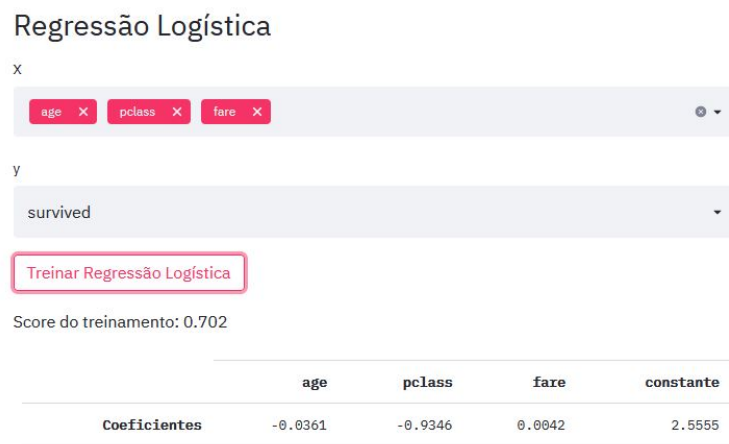 Regressão Logística
X
age × pclass × fare ×
y
survived
Treinar Regressão Logística
Score do treinamento: 0.702
age pclass fare constante
Coeficientes -0.0361 -0.9346 0.0042 2.5555